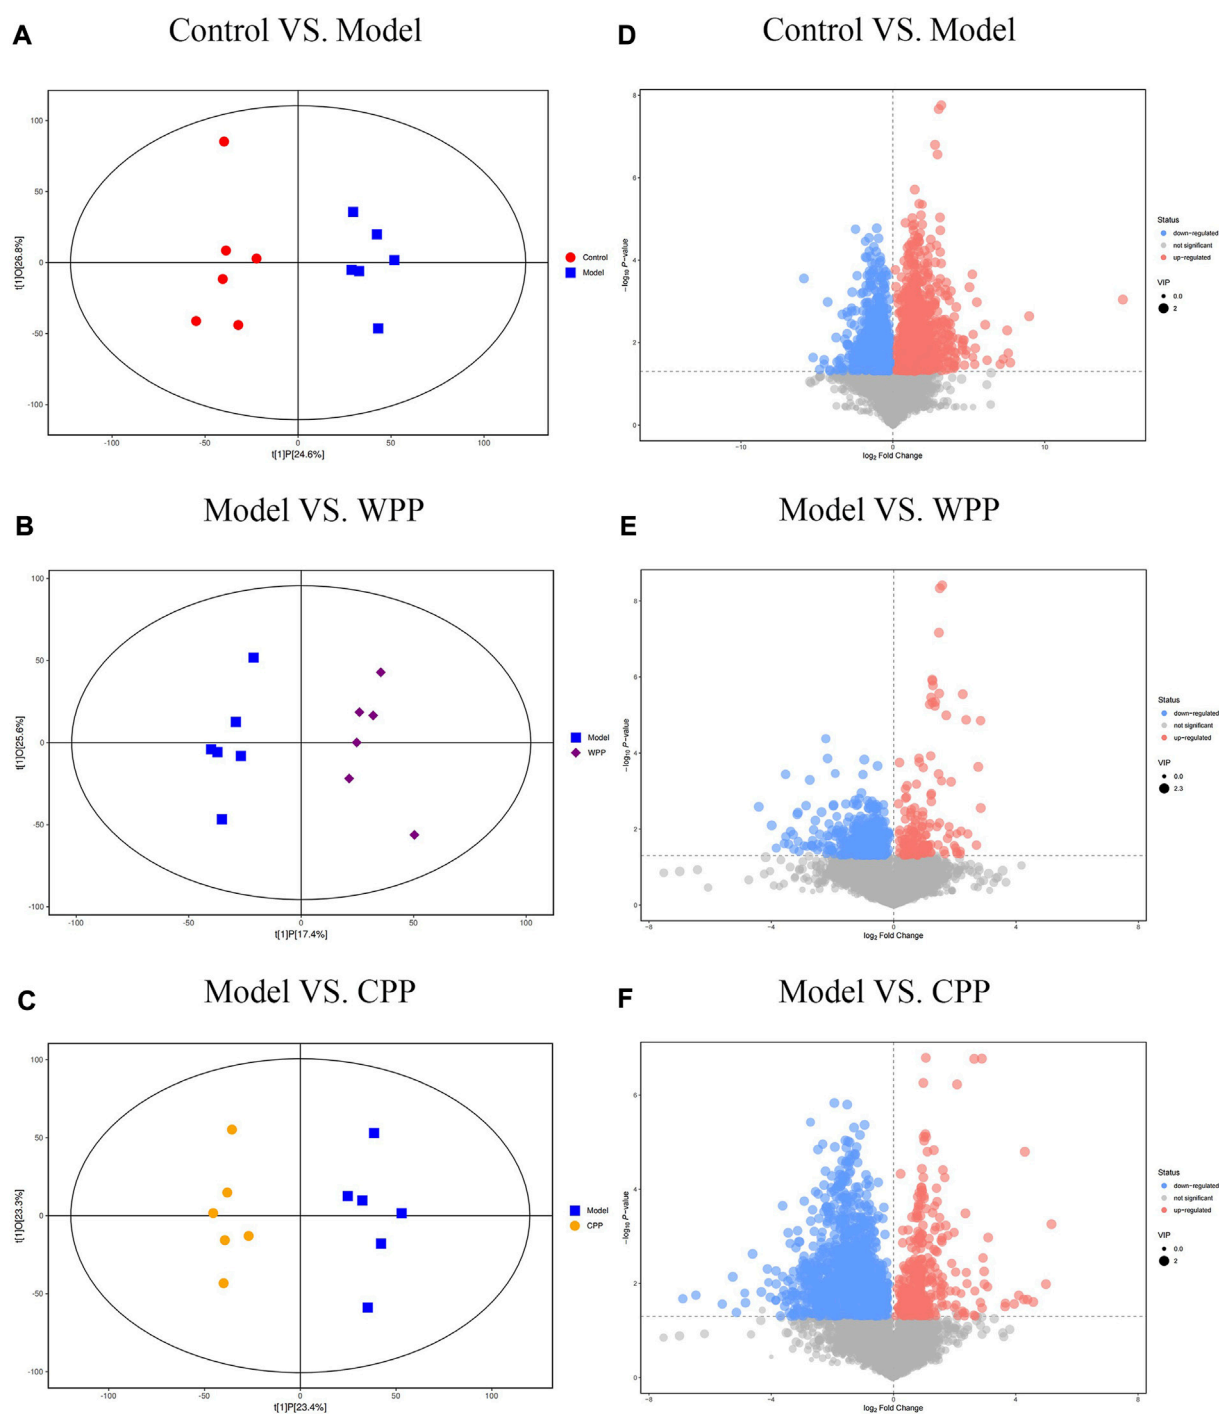 A
Control VS. Model
100
50
0
-50
-100
t[1]O[26.8%]
-100
-50
0
50
100
t[1]P[24.6%]
Control
Model
D
Control VS. Model
8
6
4
2
0
−log10 P−value
-10
0
10
log2 Fold Change
Status
down−regulated
not significant
up−regulated
VIP
0.0
2
B
Model VS. WPP
100
50
0
-50
-100
t[1]O[25.6%]
-100
-50
0
50
100
t[1]P[17.4%]
Model
WPP
E
Model VS. WPP
8
6
4
2
0
−log10 P−value
-8
-4
0
4
8
log2 Fold Change
Status
down−regulated
not significant
up−regulated
VIP
0.0
2.3
C
Model VS. CPP
100
50
0
-50
-100
t[1]O[23.3%]
-100
-50
0
50
100
t[1]P[23.4%]
Model
CPP
F
Model VS. CPP
6
4
2
0
−log10 P−value
-8
-4
0
4
8
log2 Fold Change
Status
down−regulated
not significant
up−regulated
VIP
0.0
2